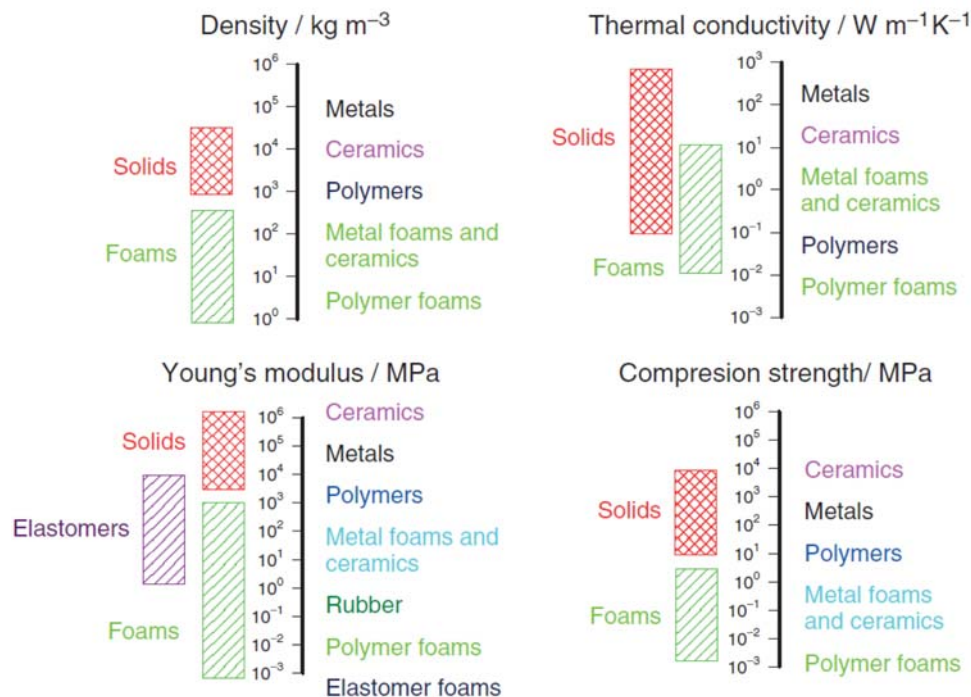 Density / kg m⁻³
10⁶
10⁵
10⁴
10³
10²
10¹
10⁰
Solids
Foams
Metals
Ceramics
Polymers
Metal foams and
ceramics
Polymer foams
Thermal conductivity / W m⁻¹K⁻¹
10³
10²
10¹
10⁰
10⁻¹
10⁻²
10⁻³
Solids
Foams
Metals
Ceramics
Metal foams
and ceramics
Polymers
Polymer foams
Young's modulus / MPa
10⁶
10⁵
10⁴
10³
10²
10¹
10⁰
10⁻¹
10⁻²
10⁻³
Solids
Elastomers
Foams
Ceramics
Metals
Polymers
Metal foams and
ceramics
Rubber
Polymer foams
Elastomer foams
Compresion strength/ MPa
10⁶
10⁵
10⁴
10³
10²
10¹
10⁰
10⁻¹
10⁻²
10⁻³
Solids
Foams
Ceramics
Metals
Polymers
Metal foams
and ceramics
Polymer foams